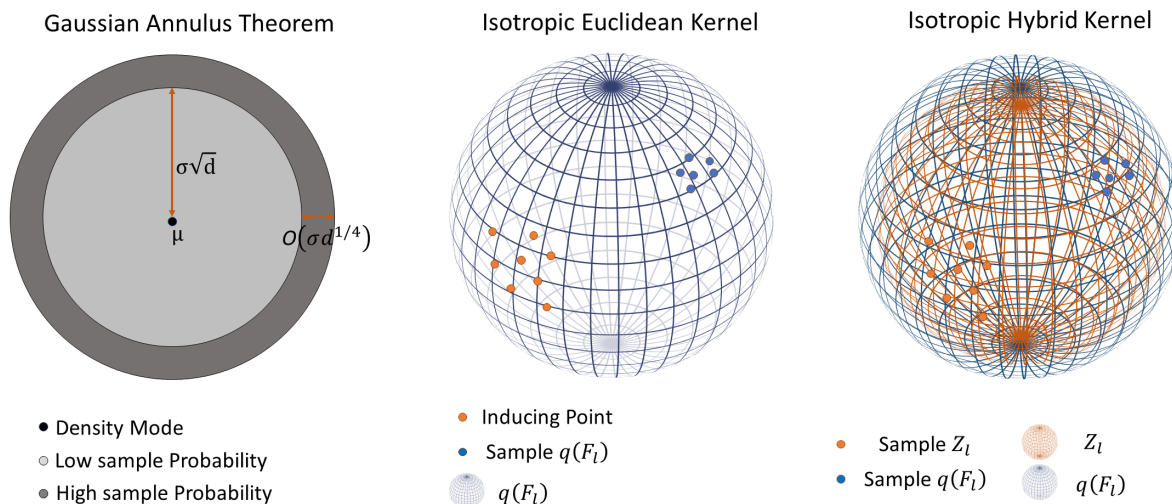 Gaussian Annulus Theorem
σ√d
μ
O(σd^{1/4})
Density Mode
Low sample Probability
High sample Probability
Isotropic Euclidean Kernel
Inducing Point
Sample q(F_l)
q(F_l)
Isotropic Hybrid Kernel
Sample Z_l
Sample q(F_l)
Z_l
q(F_l)